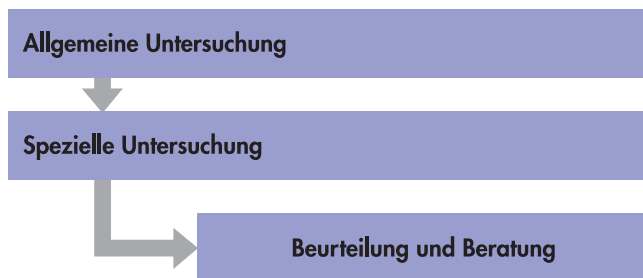 Allgemeine Untersuchung
Spezielle Untersuchung
Beurteilung und Beratung